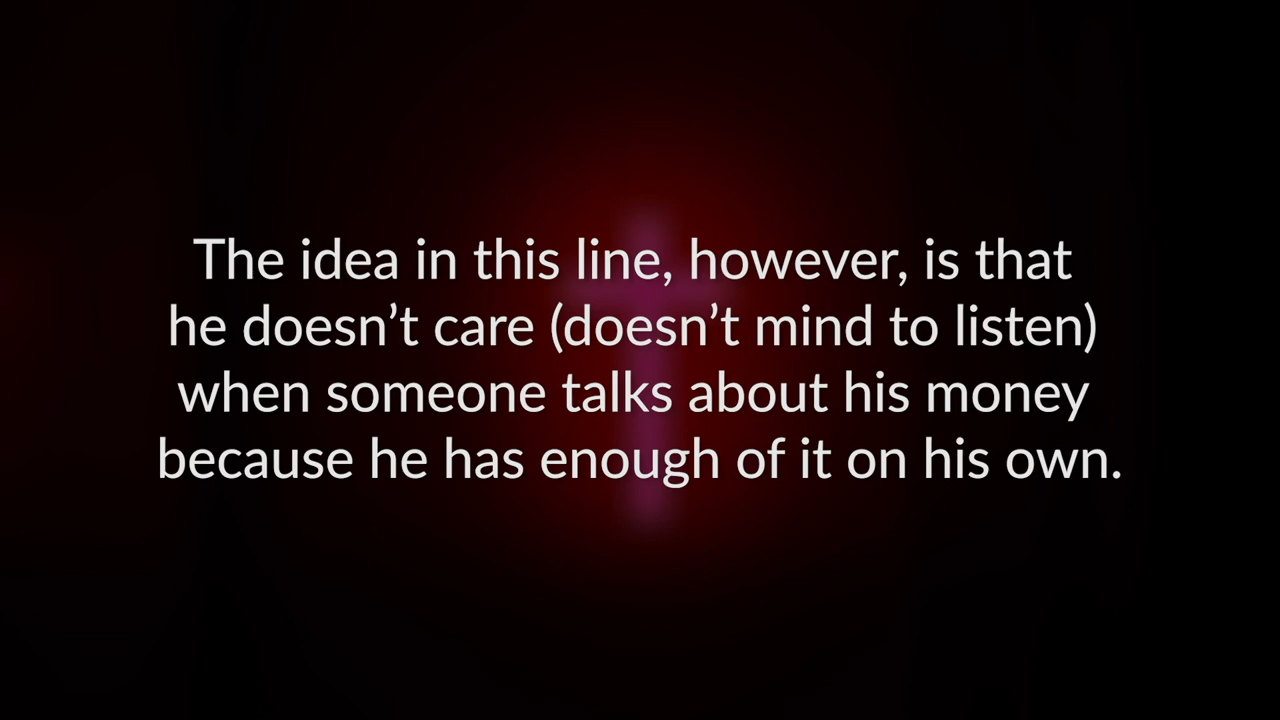 The idea in this line, however, is that
he doesn’t care (doesn’t mind to listen)
when someone talks about his money
because he has enough of it on his own.